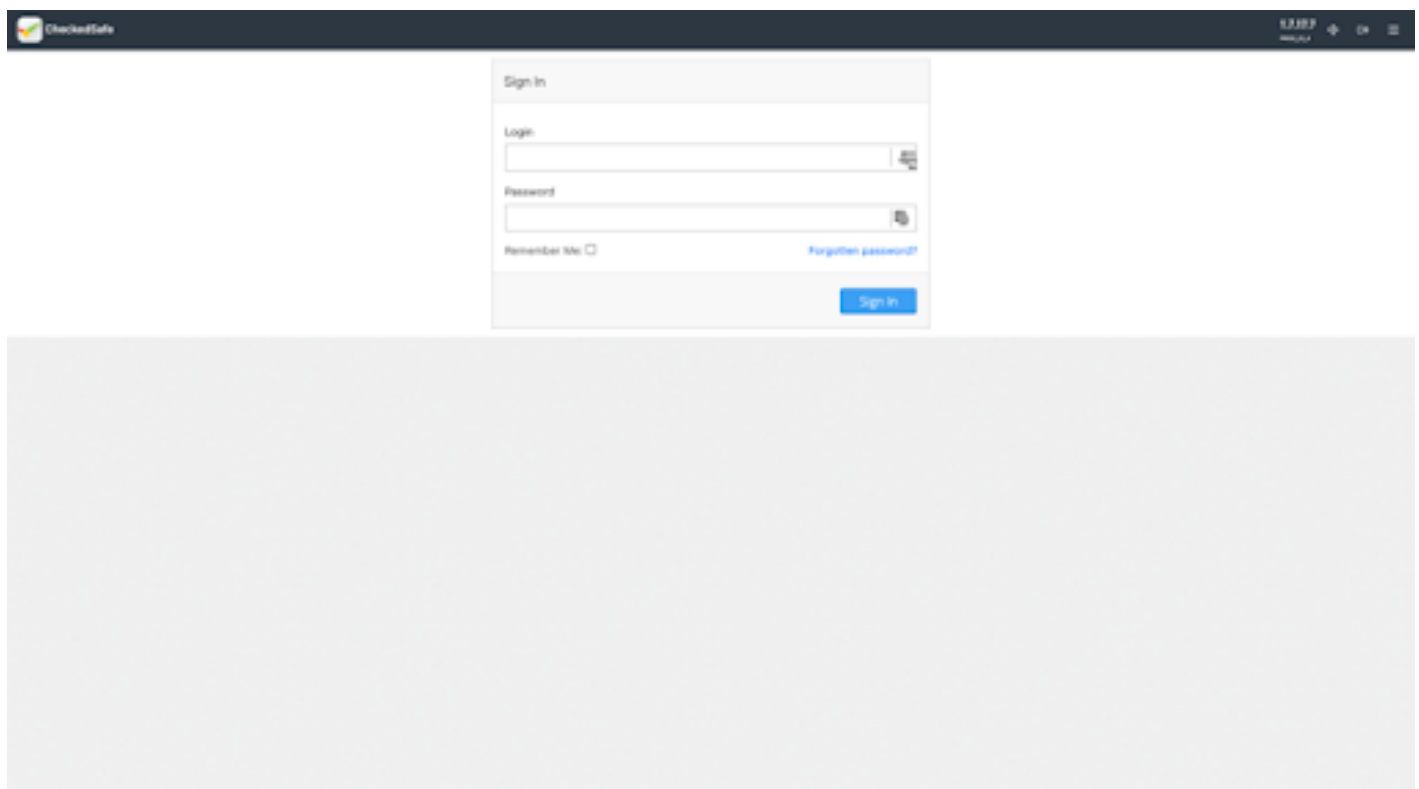 CheckedSafe
Sign In
Login
Password
Remember Me:
Forgotten password?
Sign In